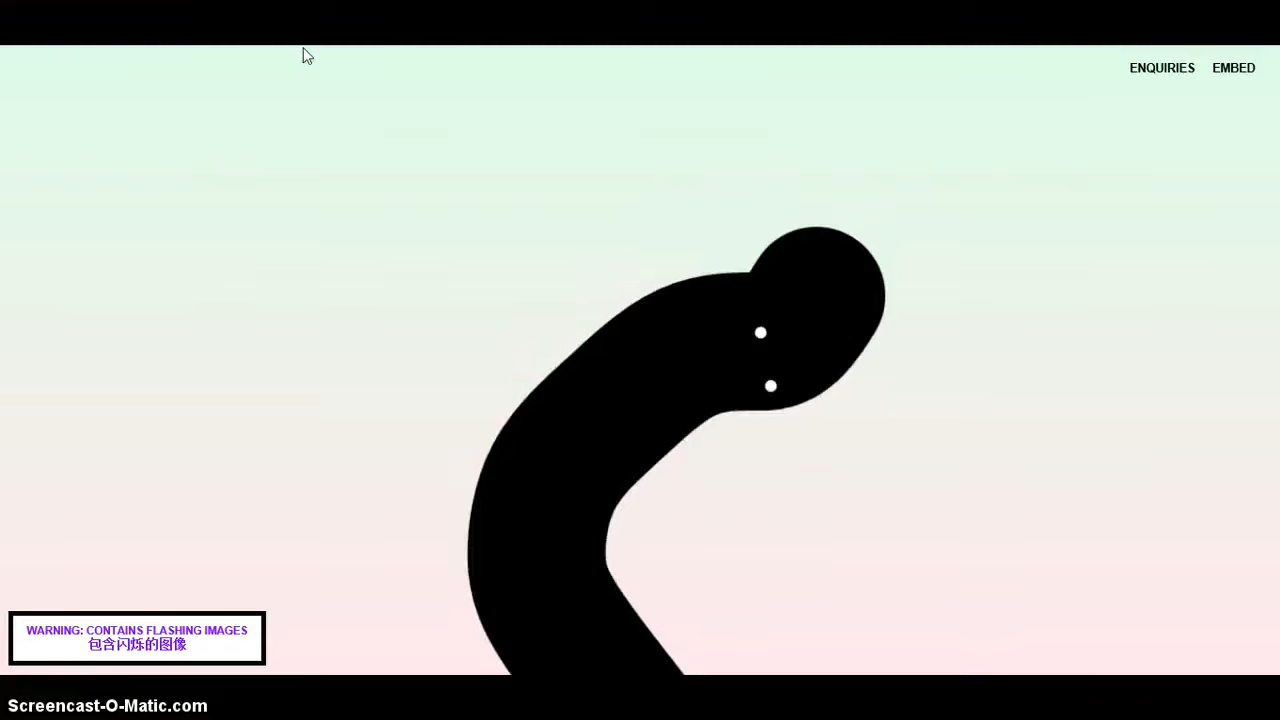 ENQUIRIES EMBED
WARNING: CONTAINS FLASHING IMAGES
包含闪烁的图像
Screencast-O-Matic.com